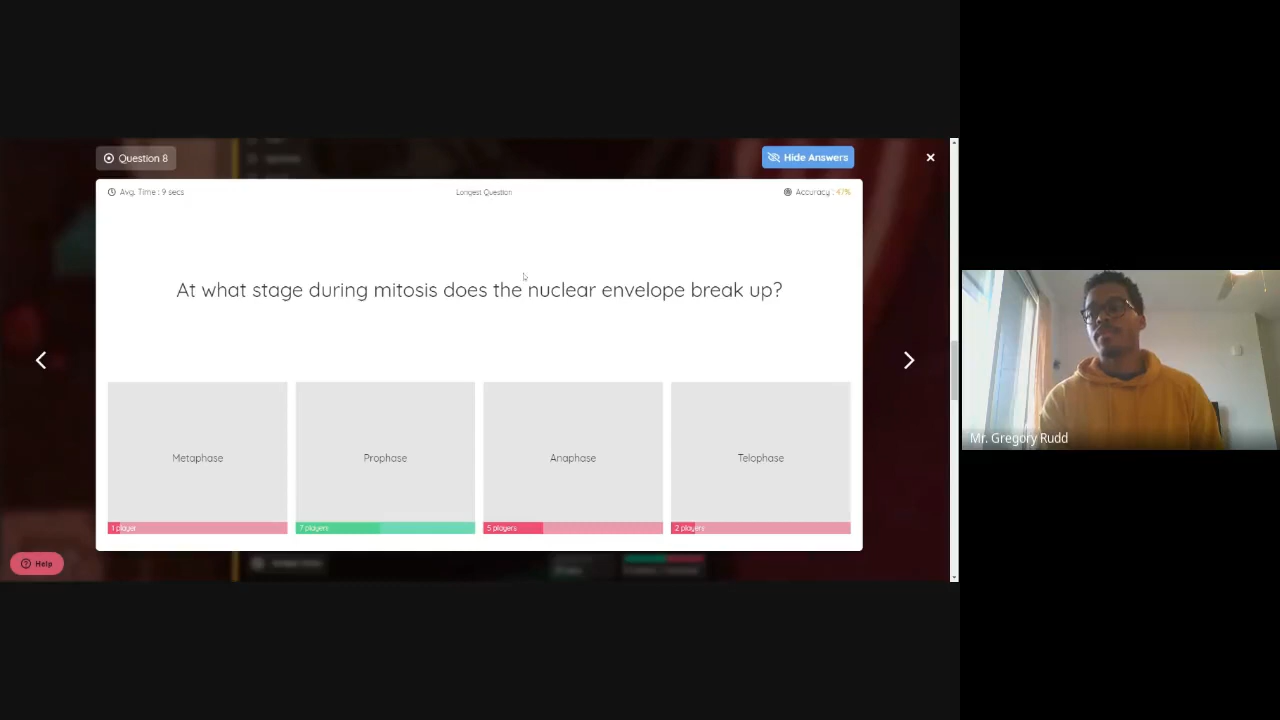 Question 8
Hide Answers
Avg. Time : 9 secs
Longest Question
Accuracy : 47%
At what stage during mitosis does the nuclear envelope break up?
Metaphase
Prophase
Anaphase
Telophase
1 player
7 players
5 players
2 players
Help
Mr. Gregory Rudd